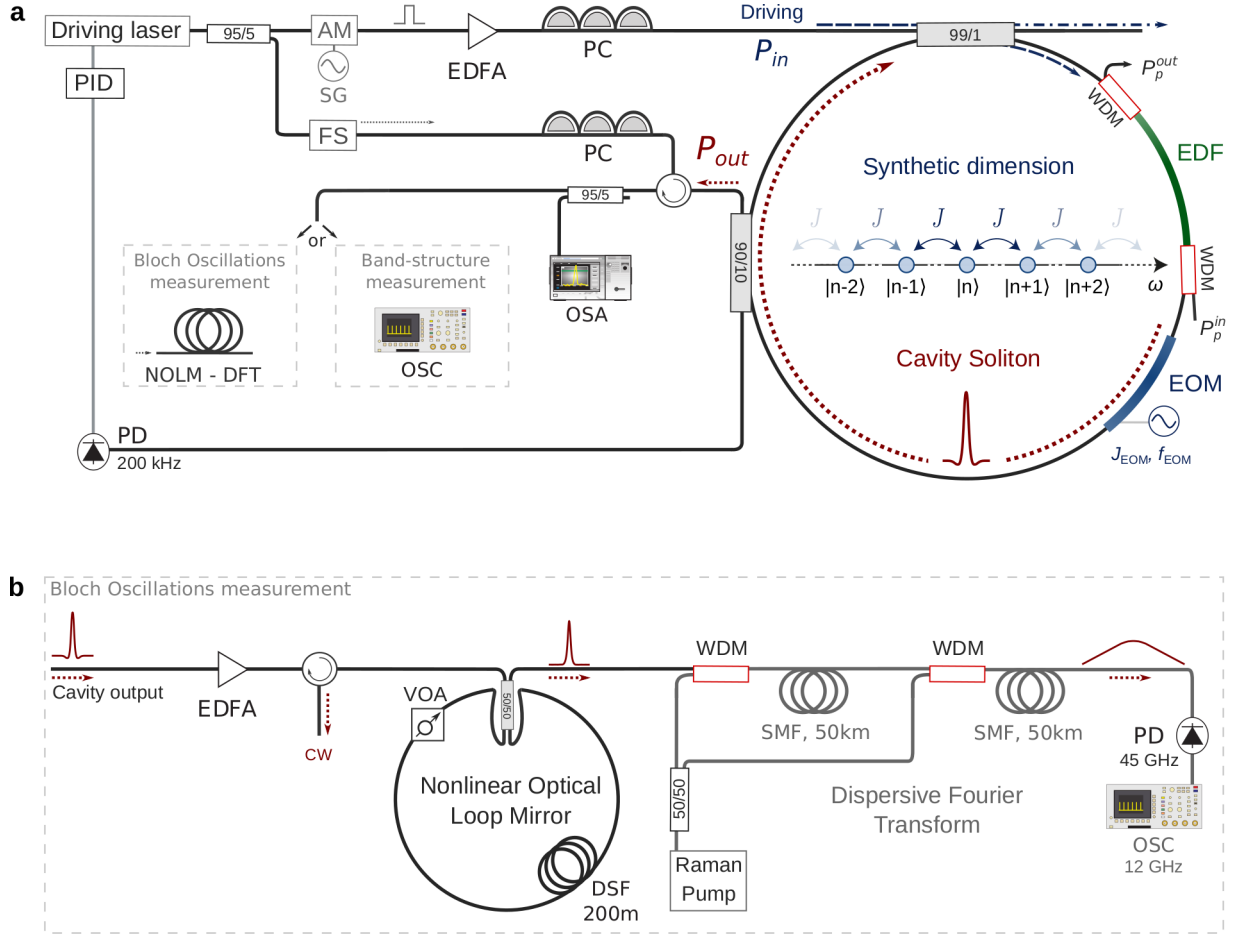 a
Driving laser
95/5
AM
SG
EDFA
PC
Driving
P_in
99/1
P_p^out
WDM
PID
FS
PC
P_out
EDF
Synthetic dimension
J J J J J J
95/5
or
90/10
WDM
Bloch Oscillations
measurement
Band-structure
measurement
|n-2⟩ |n-1⟩ |n⟩ |n+1⟩ |n+2⟩ ω
OSA
P_p^in
NOLM - DFT
OSC
Cavity Soliton
EOM
PD
200 kHz
J_EOM, f_EOM
b
Bloch Oscillations measurement
Cavity output
EDFA
CW
VOA
50/50
WDM
WDM
SMF, 50km
SMF, 50km
PD
45 GHz
Nonlinear Optical
Loop Mirror
50/50
Dispersive Fourier
Transform
DSF
200m
Raman
Pump
OSC
12 GHz